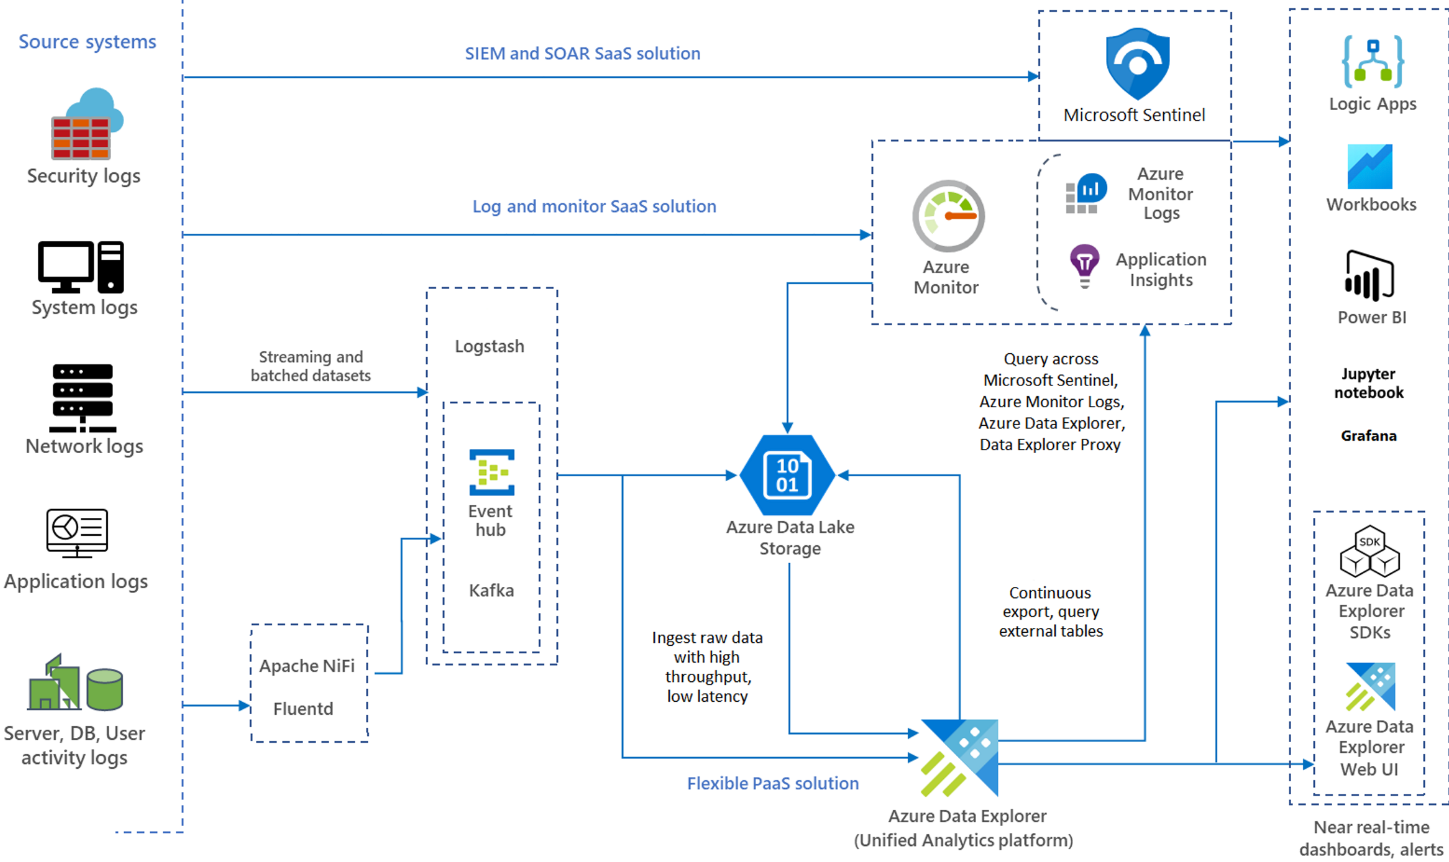 Source systems
Security logs
System logs
Network logs
Application logs
Server, DB, User
activity logs
SIEM and SOAR SaaS solution
Log and monitor SaaS solution
Streaming and
batched datasets
Apache NiFi
Fluentd
Logstash
Event
hub
Kafka
Microsoft Sentinel
Azure
Monitor
Azure
Monitor
Logs
Application
Insights
Query across
Microsoft Sentinel,
Azure Monitor Logs,
Azure Data Explorer,
Data Explorer Proxy
10
01
Azure Data Lake
Storage
Ingest raw data
with high
throughput,
low latency
Continuous
export, query
external tables
Flexible PaaS solution
Azure Data Explorer
(Unified Analytics platform)
Logic Apps
Workbooks
Power BI
Jupyter
notebook
Grafana
SDK
Azure Data
Explorer
SDKs
Azure Data
Explorer
Web UI
Near real-time
dashboards, alerts